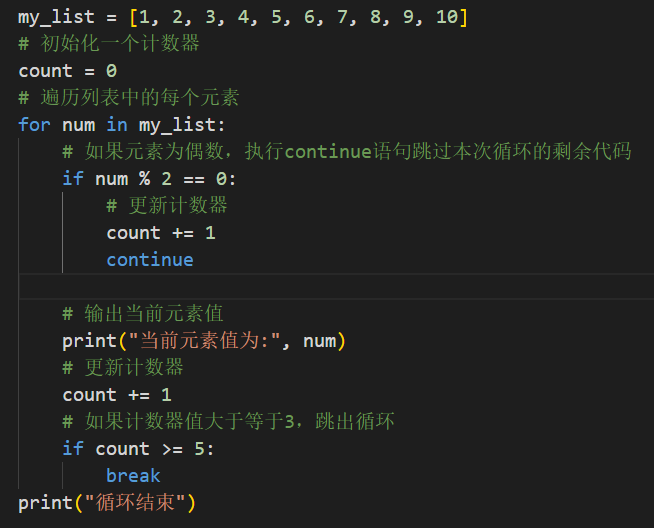 my_list = [1, 2, 3, 4, 5, 6, 7, 8, 9, 10]
# 初始化一个计数器
count = 0
# 遍历列表中的每个元素
for num in my_list:
    # 如果元素为偶数，执行continue语句跳过本次循环的剩余代码
    if num % 2 == 0:
        # 更新计数器
        count += 1
        continue
    # 输出当前元素值
    print("当前元素值为:", num)
    # 更新计数器
    count += 1
    # 如果计数器值大于等于3，跳出循环
    if count >= 5:
        break
print("循环结束")